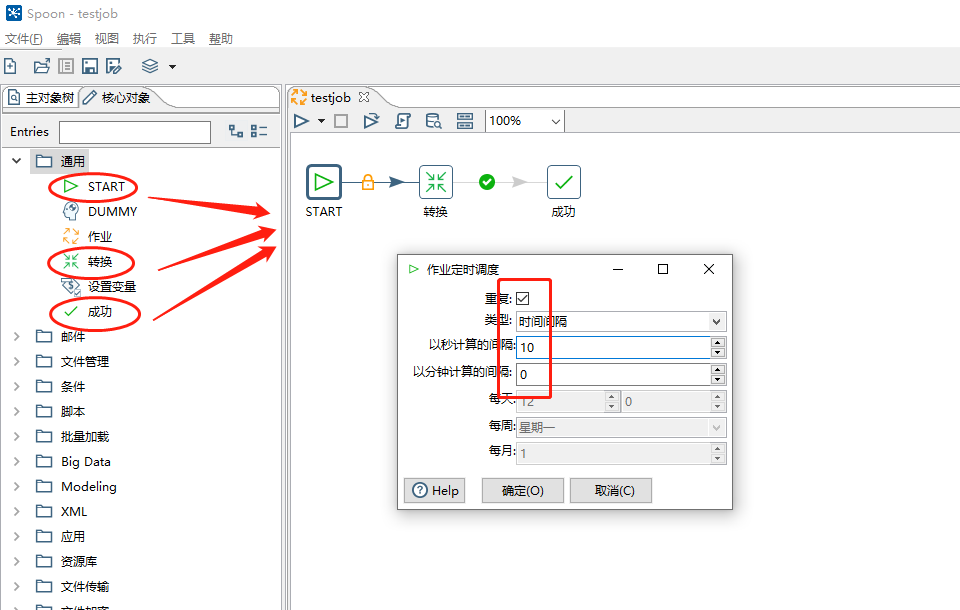 Spoon - testjob
文件(F) 编辑 视图 执行 工具 帮助
主对象树 核心对象
testjob
100%
Entries
通用
START
DUMMY
作业
转换
设置变量
成功
邮件
文件管理
条件
脚本
批量加载
Big Data
Modeling
XML
应用
资源库
文件传输
文件加密
START 转换 成功
作业定时调度
重复:
类型: 时间间隔
以秒计算的间隔: 10
以分钟计算的间隔: 0
每天: 12 0
每周: 星期一
每月: 1
Help 确定(O) 取消(C)